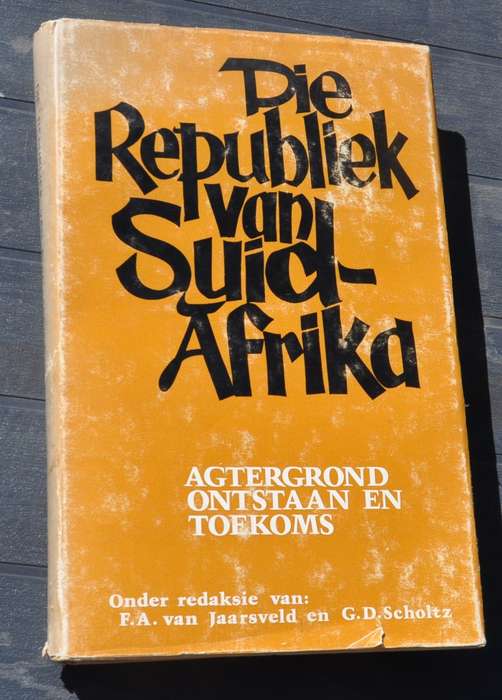 Die
Republiek
van
Suid-
Afrika
AGTERGROND
ONTSTAAN EN
TOEKOMS
Onder redaksie van:
F.A. van Jaarsveld en G.D. Scholtz